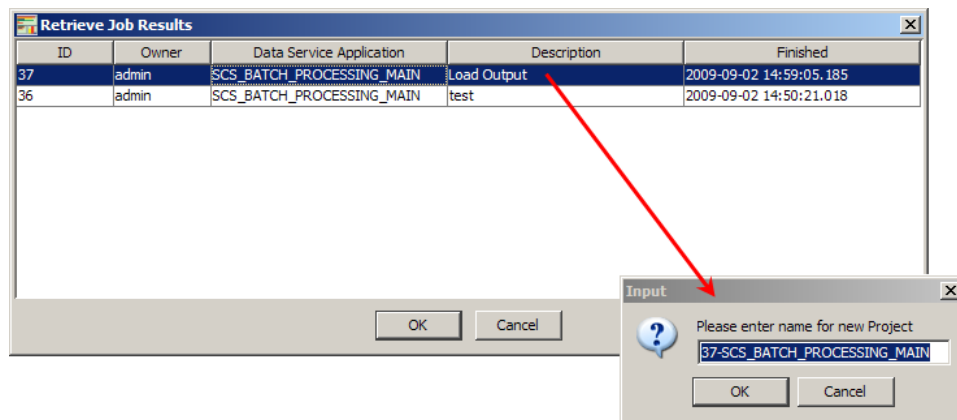 Retrieve Job Results
ID Owner Data Service Application Description Finished
37 admin SCS_BATCH_PROCESSING_MAIN Load Output 2009-09-02 14:59:05.185
36 admin SCS_BATCH_PROCESSING_MAIN test 2009-09-02 14:50:21.018
OK Cancel
Input
Please enter name for new Project
37-SCS_BATCH_PROCESSING_MAIN
OK Cancel